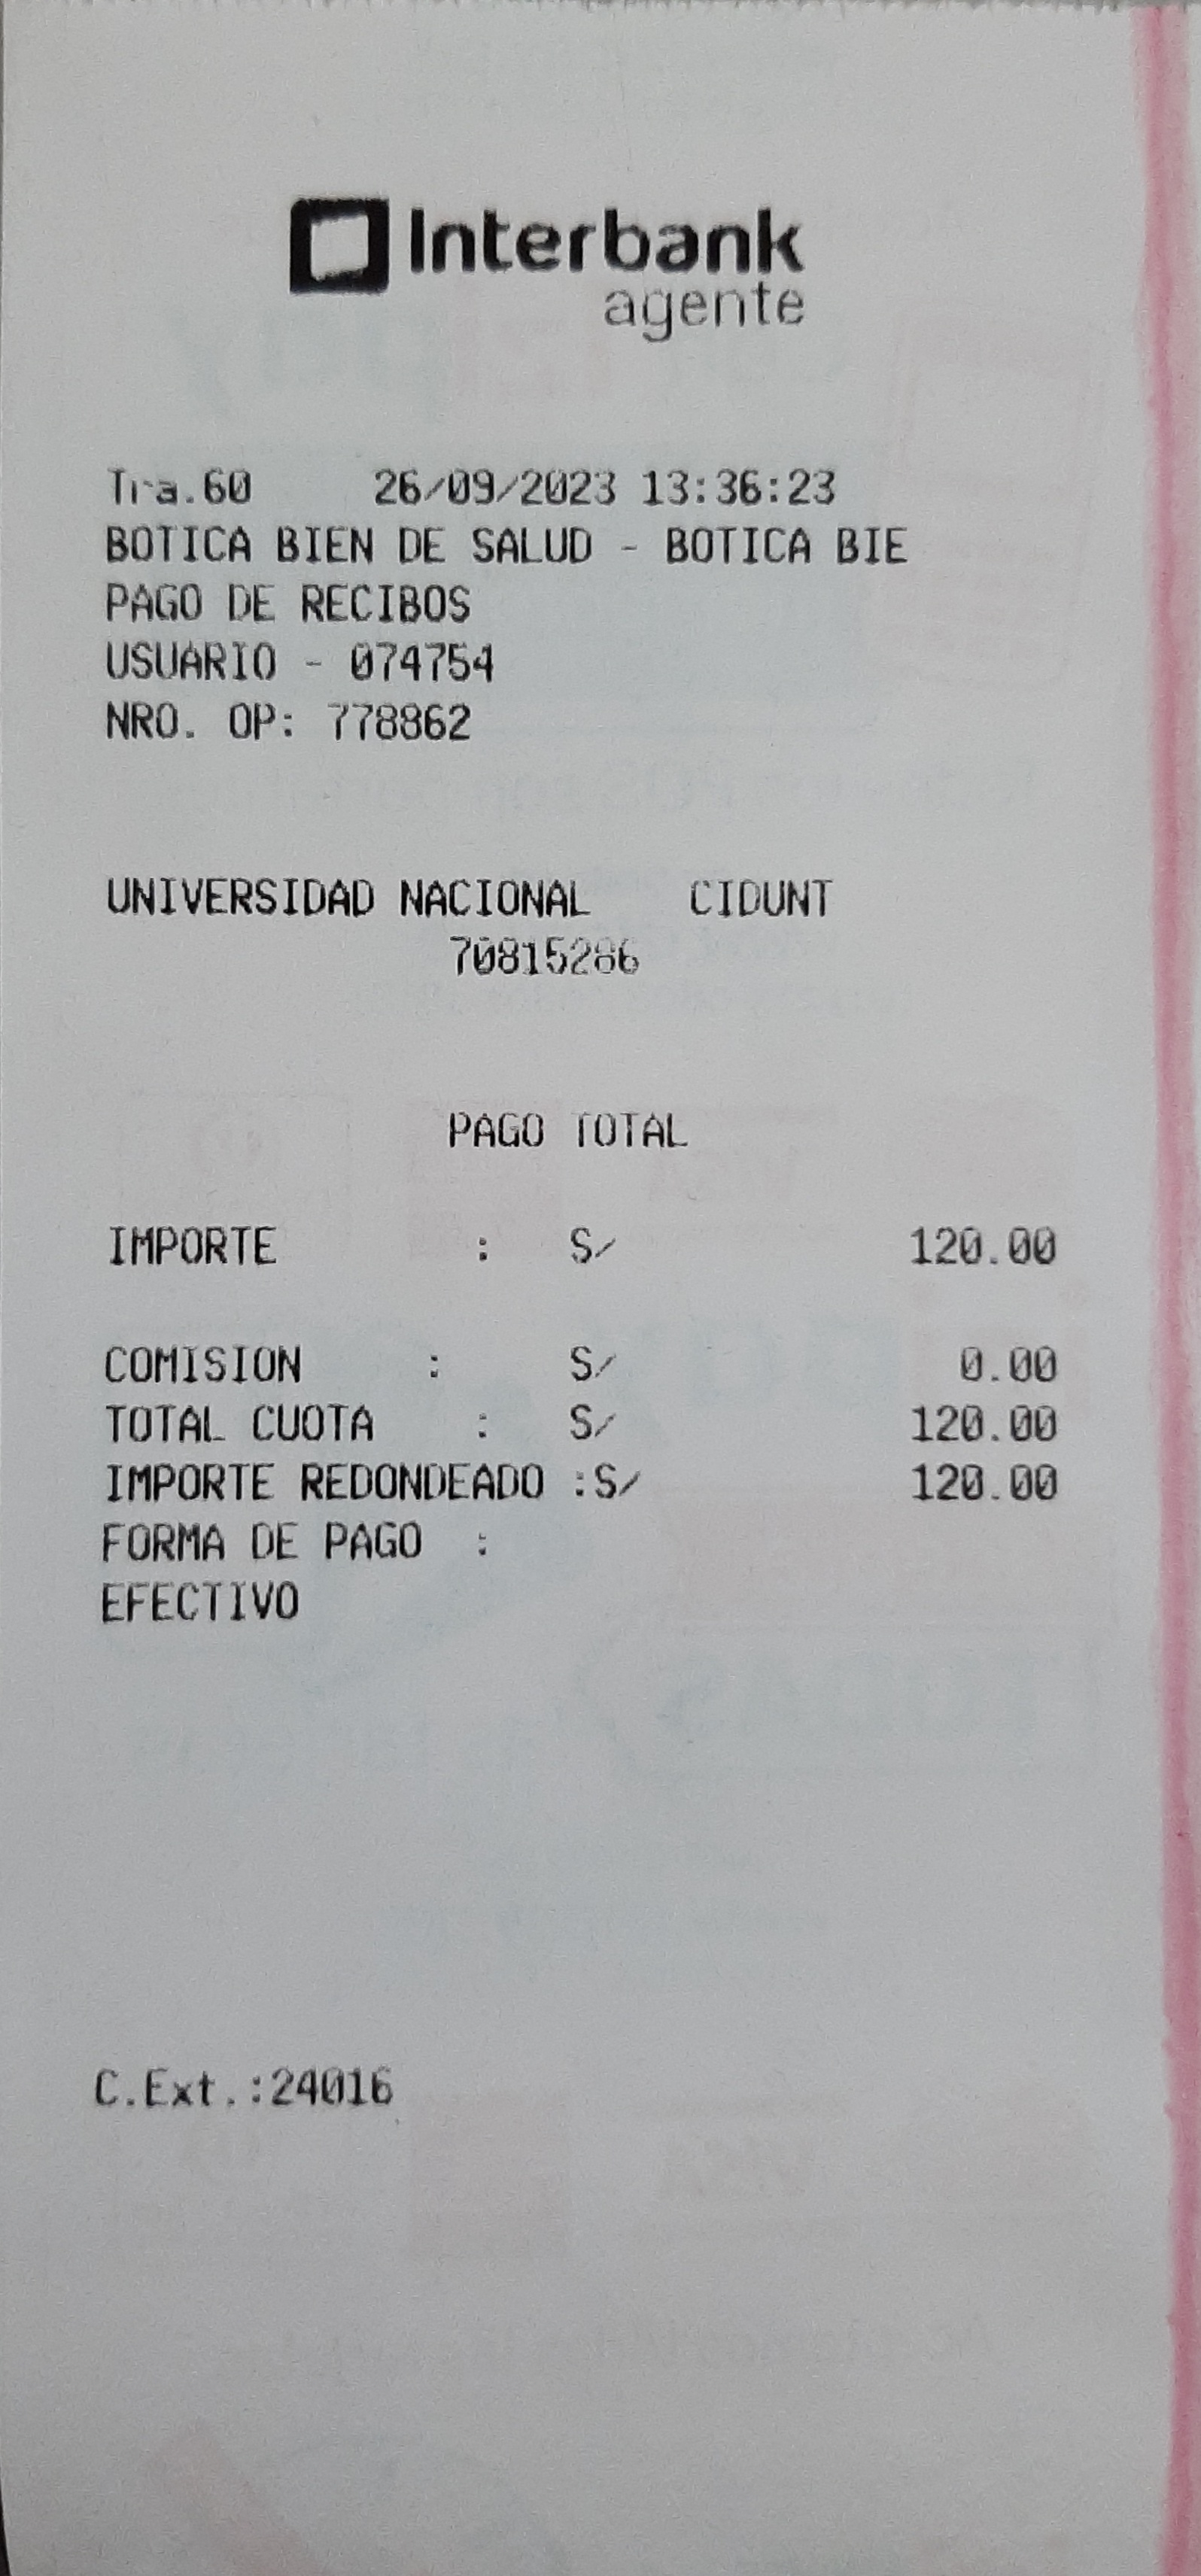 Interbank
agente
Tra.60 26/09/2023 13:36:23
BOTICA BIEN DE SALUD - BOTICA BIE
PAGO DE RECIBOS
USUARIO - 074754
NRO. OP: 778862
UNIVERSIDAD NACIONAL CIDUNT
70815286
PAGO TOTAL
IMPORTE : S/ 120.00
COMISION : S/ 0.00
TOTAL CUOTA : S/ 120.00
IMPORTE REDONDEADO :S/ 120.00
FORMA DE PAGO :
EFECTIVO
C.Ext.:24016